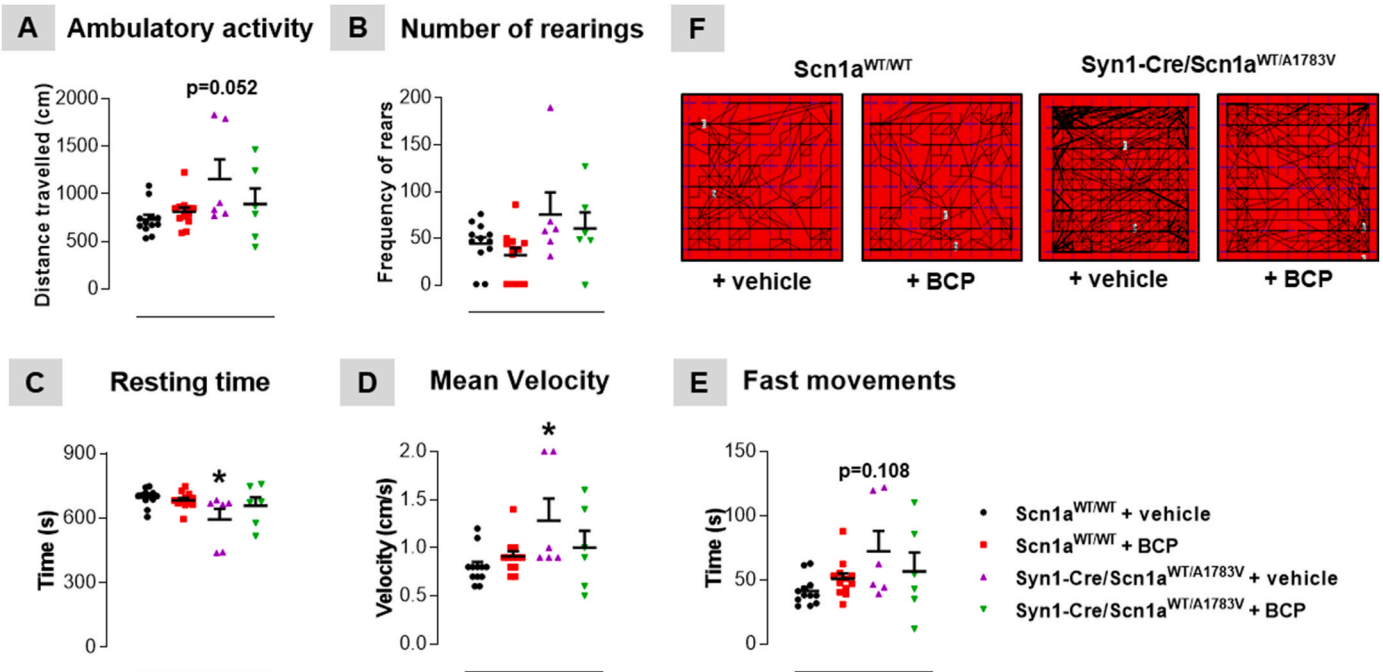 A Ambulatory activity
p=0.052
Distance travelled (cm)
2000
1500
1000
500
0
B Number of rearings
Frequency of rears
200
150
100
50
0
F
Scn1aWT/WT
Syn1-Cre/Scn1aWT/A1783V
+ vehicle
+ BCP
+ vehicle
+ BCP
C Resting time
Time (s)
900
600
300
0
*
D Mean Velocity
Velocity (cm/s)
2.0
1.5
1.0
0.5
0.0
*
E Fast movements
Time (s)
150
100
50
0
p=0.108
Scn1aWT/WT + vehicle
Scn1aWT/WT + BCP
Syn1-Cre/Scn1aWT/A1783V + vehicle
Syn1-Cre/Scn1aWT/A1783V + BCP